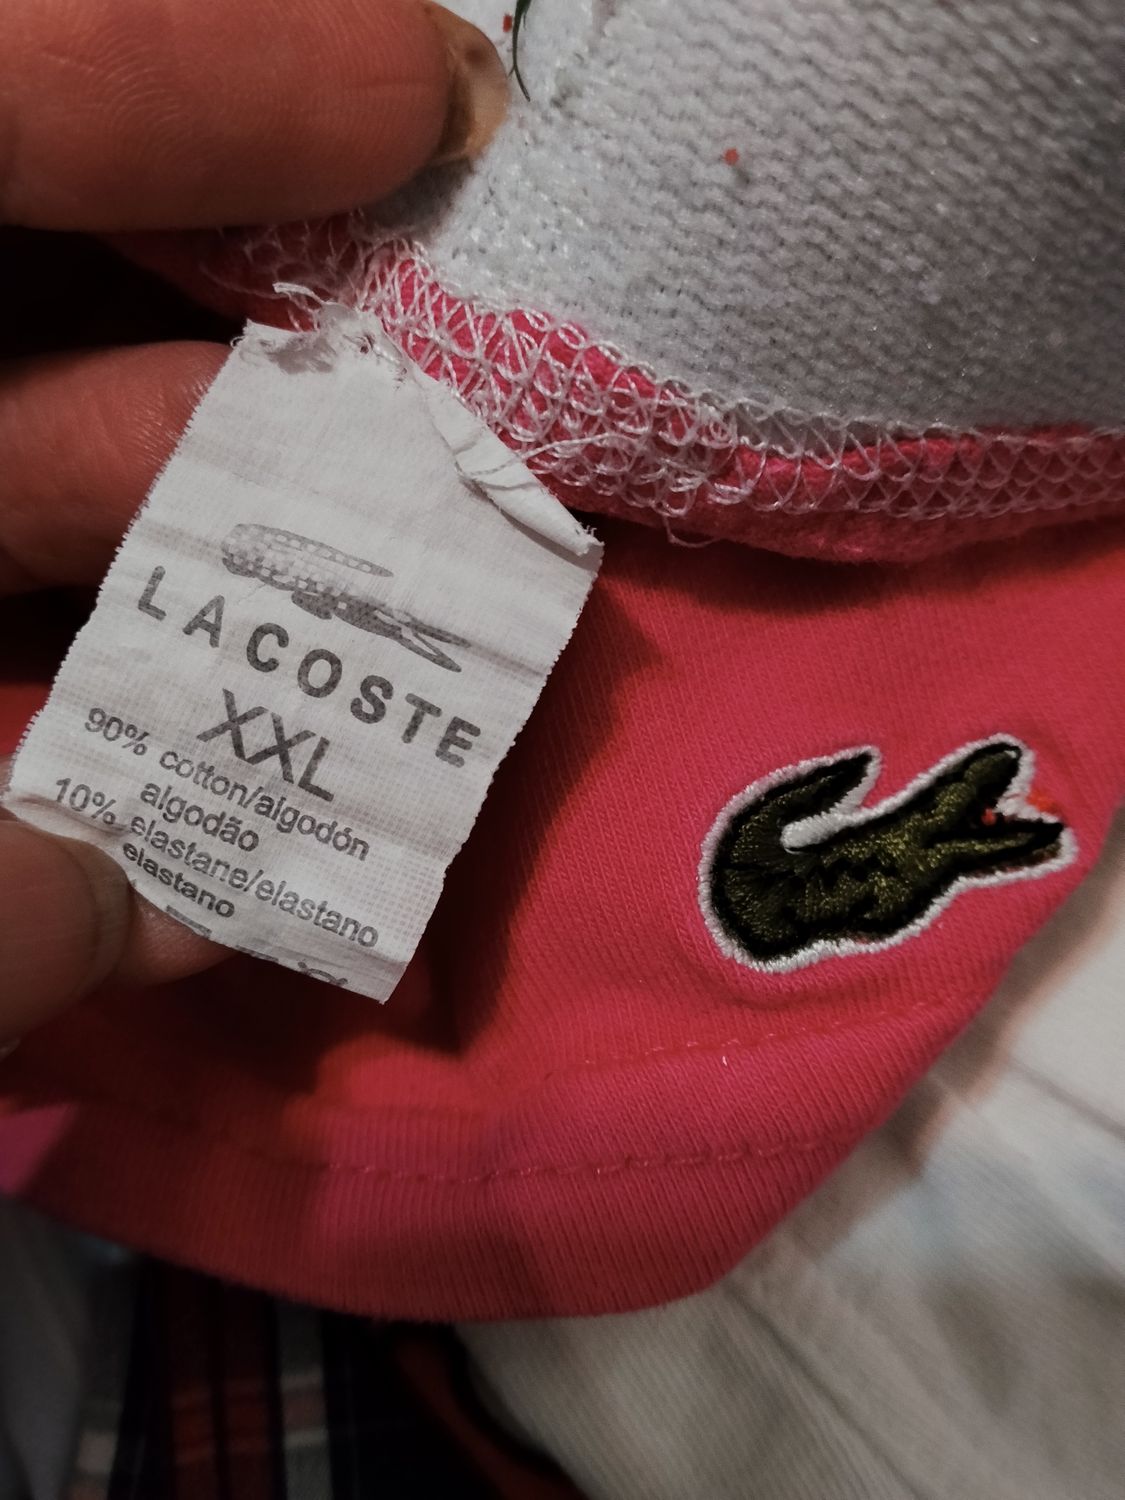 LACOSTE
XXL
90% cotton/algodón
algodão
10% elastane/elastano
elastano